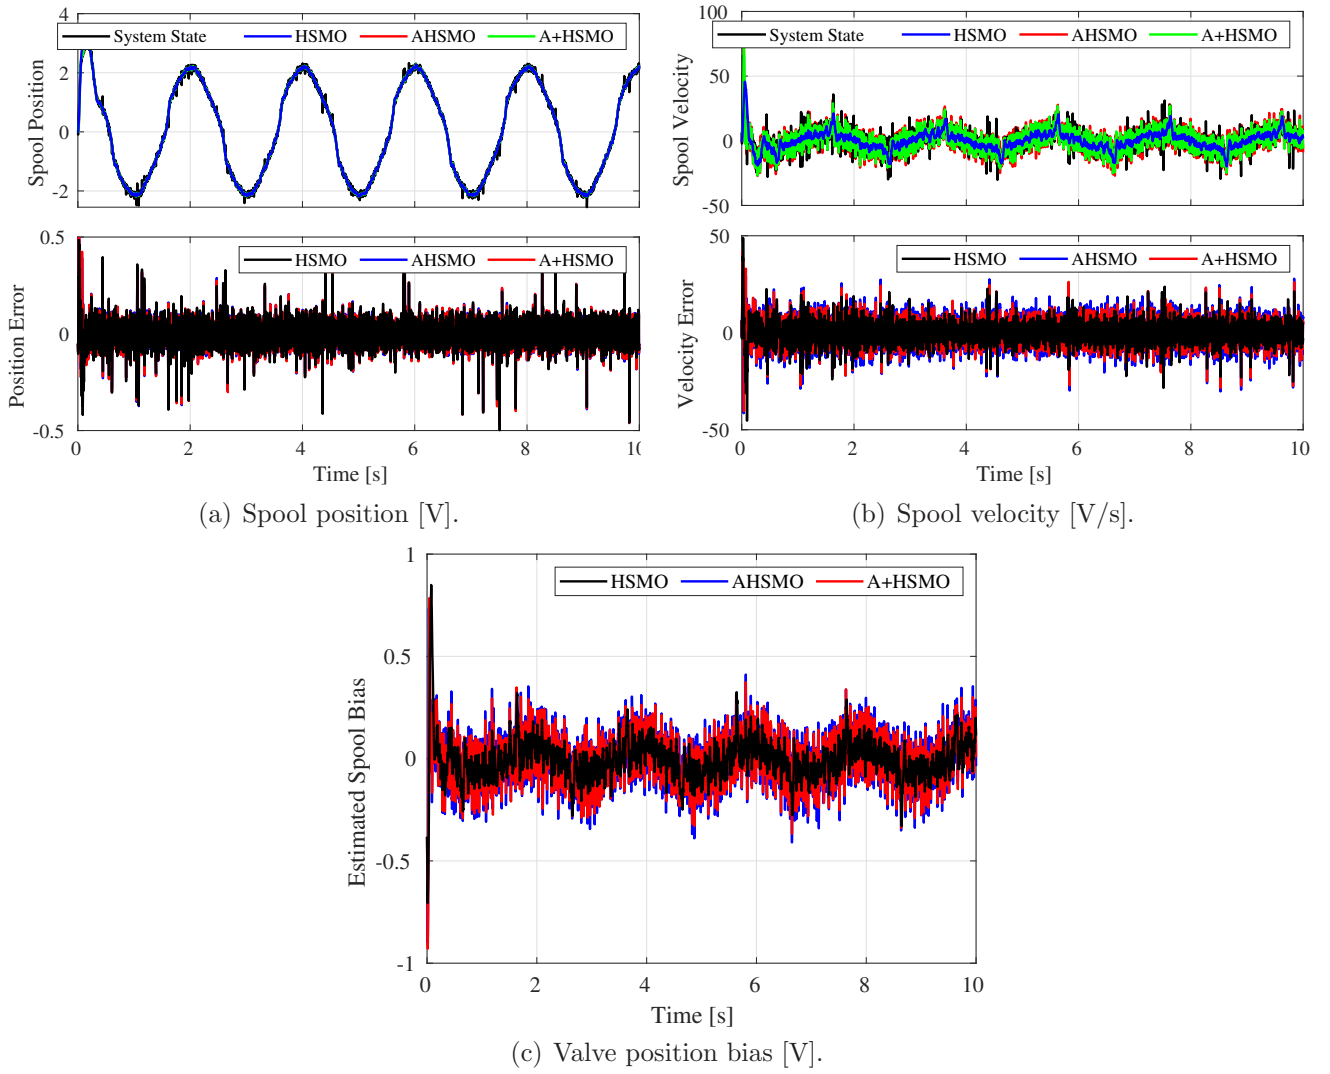 4
2
0
-2
Spool Position
System State HSMO AHSMO A+HSMO
0.5
0
-0.5
Position Error
HSMO AHSMO A+HSMO
0 2 4 6 8 10
Time [s]
(a) Spool position [V].
100
50
0
-50
Spool Velocity
System State HSMO AHSMO A+HSMO
50
0
-50
Velocity Error
HSMO AHSMO A+HSMO
0 2 4 6 8 10
Time [s]
(b) Spool velocity [V/s].
1
0.5
0
-0.5
-1
Estimated Spool Bias
HSMO AHSMO A+HSMO
0 2 4 6 8 10
Time [s]
(c) Valve position bias [V].